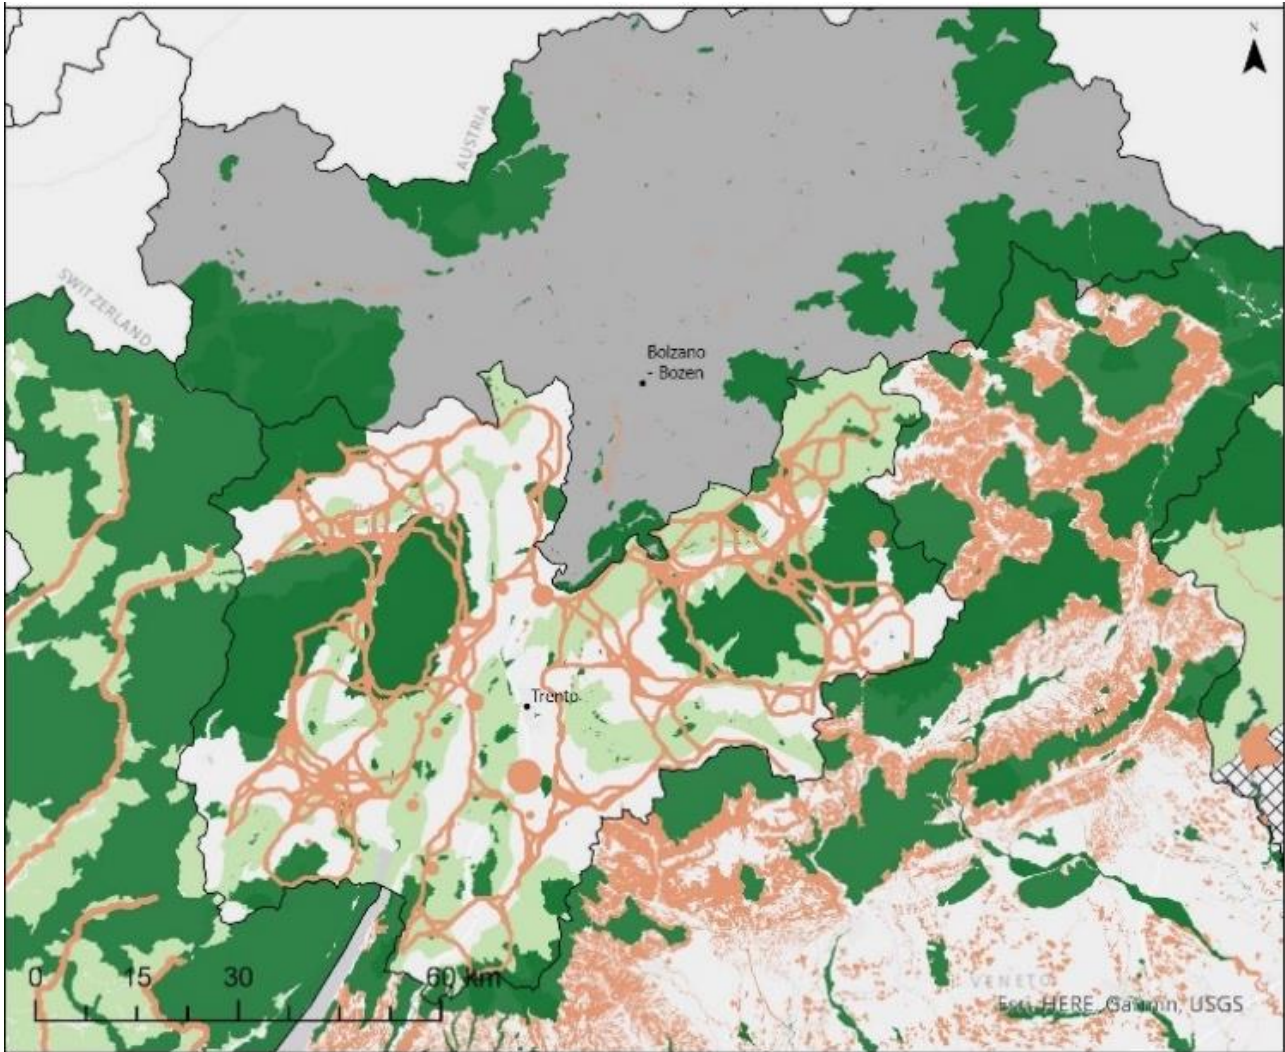 N
AUSTRIA
SWITZERLAND
Bolzano
- Bozen
Trento
0 15 30 60 km
VENETO
Esri, HERE, Garmin, USGS